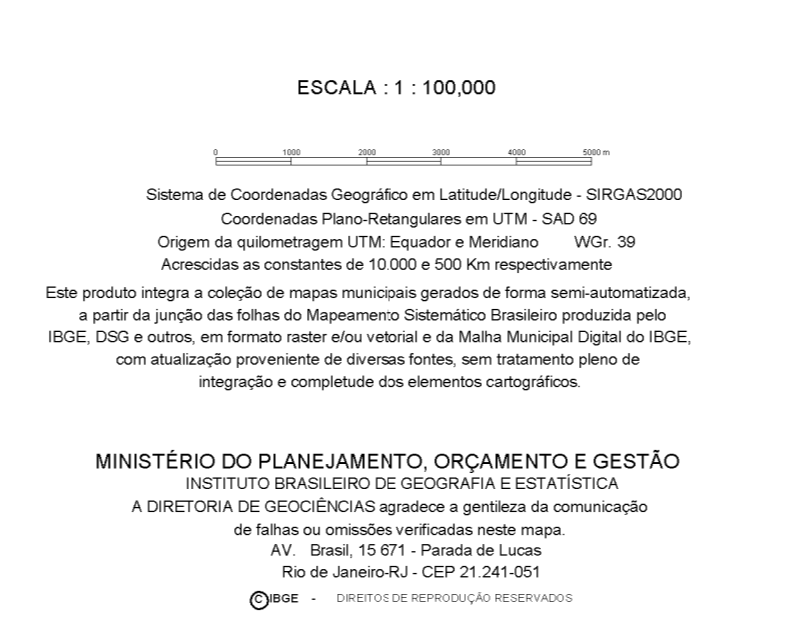 ESCALA : 1 : 100,000
0 1000 2000 3000 4000 5000 m
Sistema de Coordenadas Geográfico em Latitude/Longitude - SIRGAS2000
Coordenadas Plano-Retangulares em UTM - SAD 69
Origem da quilometragem UTM: Equador e Meridiano WGr. 39
Acrescidas as constantes de 10.000 e 500 Km respectivamente
Este produto integra a coleção de mapas municipais gerados de forma semi-automatizada,
a partir da junção das folhas do Mapeamento Sistemático Brasileiro produzida pelo
IBGE, DSG e outros, em formato raster e/ou vetorial e da Malha Municipal Digital do IBGE,
com atualização proveniente de diversas fontes, sem tratamento pleno de
integração e completude dos elementos cartográficos.
MINISTÉRIO DO PLANEJAMENTO, ORÇAMENTO E GESTÃO
INSTITUTO BRASILEIRO DE GEOGRAFIA E ESTATÍSTICA
A DIRETORIA DE GEOCIÊNCIAS agradece a gentileza da comunicação
de falhas ou omissões verificadas neste mapa.
AV. Brasil, 15 671 - Parada de Lucas
Rio de Janeiro-RJ - CEP 21.241-051
© IBGE - DIREITOS DE REPRODUÇÃO RESERVADOS